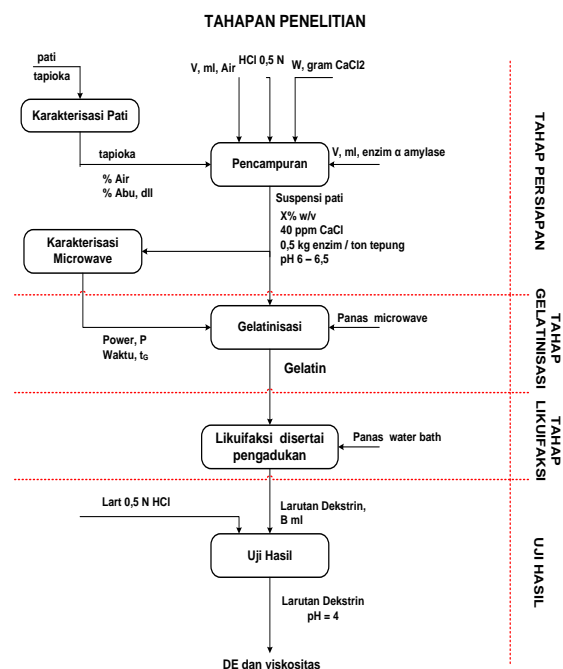 TAHAPAN PENELITIAN
pati
tapioka
V, ml, Air
HCl 0,5 N
W, gram CaCl2
Karakterisasi Pati
tapioka
Pencampuran
V, ml, enzim α amylase
% Air
% Abu, dll
Suspensi pati
X% w/v
40 ppm CaCl
0,5 kg enzim / ton tepung
pH 6 – 6,5
Karakterisasi
Microwave
TAHAP PERSIAPAN
Gelatinisasi
Panas microwave
Power, P
Waktu, tG
Gelatin
TAHAP
GELATINISASI
Likuifaksi disertai
pengadukan
Panas water bath
TAHAP
LIKUIFAKSI
Lart 0,5 N HCl
Larutan Dekstrin,
B ml
Uji Hasil
UJI HASIL
Larutan Dekstrin
pH = 4
DE dan viskositas